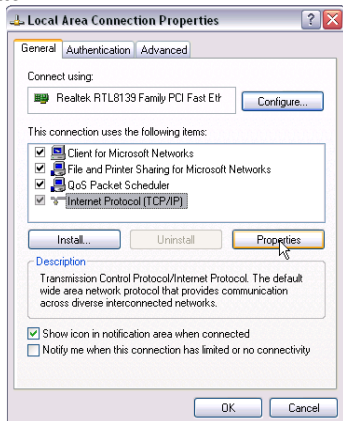 Local Area Connection Properties
General Authentication Advanced
Connect using:
Realtek RTL8139 Family PCI Fast Eth
Configure...
This connection uses the following items:
Client for Microsoft Networks
File and Printer Sharing for Microsoft Networks
QoS Packet Scheduler
Internet Protocol (TCP/IP)
Install... Uninstall Properties
Description
Transmission Control Protocol/Internet Protocol. The default
wide area network protocol that provides communication
across diverse interconnected networks.
Show icon in notification area when connected
Notify me when this connection has limited or no connectivity
OK Cancel